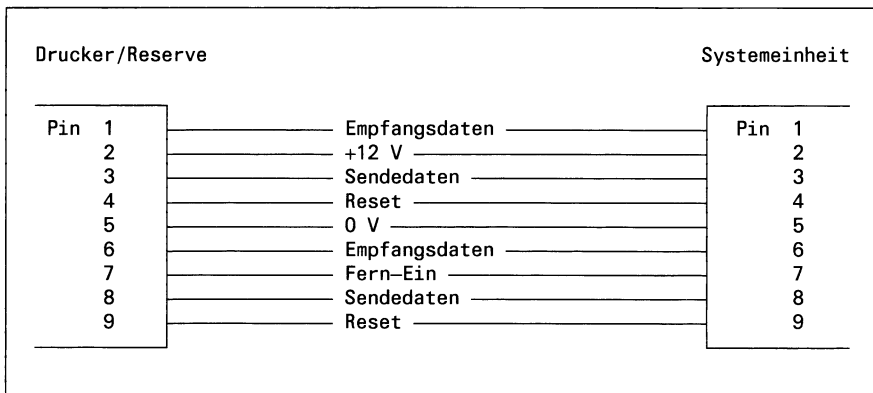 Drucker/Reserve Systemeinheit
Pin 1 Empfangsdaten Pin 1
2 +12 V 2
3 Sendedaten 3
4 Reset 4
5 0 V 5
6 Empfangsdaten 6
7 Fern–Ein 7
8 Sendedaten 8
9 Reset 9